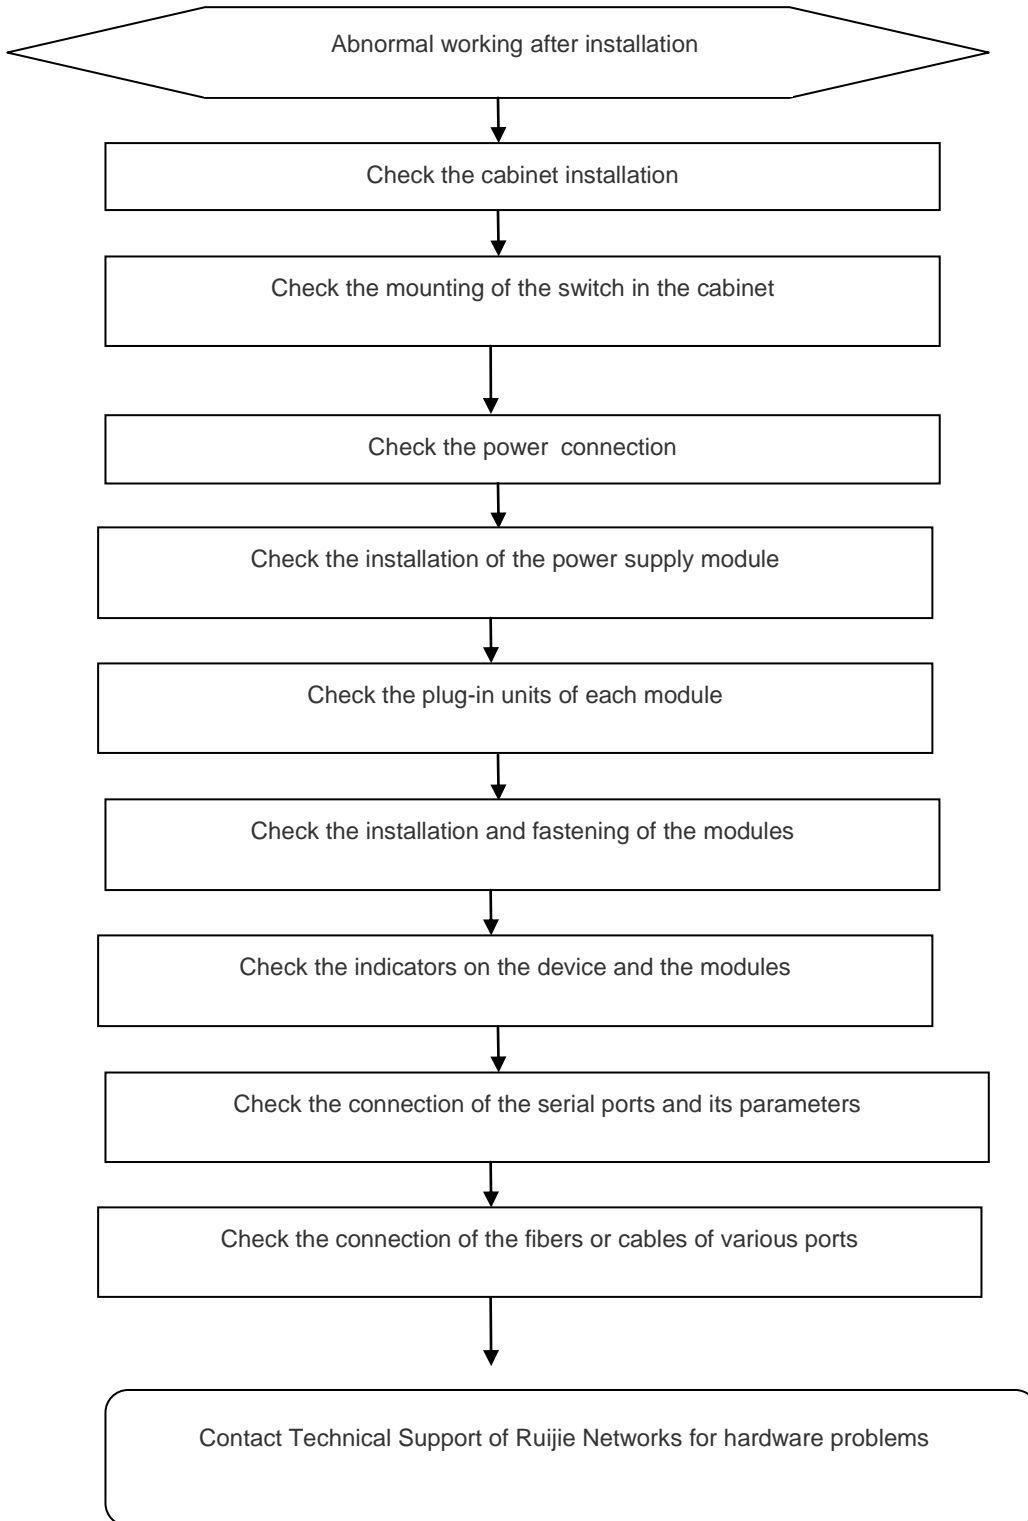 Abnormal working after installation
Check the cabinet installation
Check the mounting of the switch in the cabinet
Check the power  connection
Check the installation of the power supply module
Check the plug-in units of each module
Check the installation and fastening of the modules
Check the indicators on the device and the modules
Check the connection of the serial ports and its parameters
Check the connection of the fibers or cables of various ports
Contact Technical Support of Ruijie Networks for hardware problems